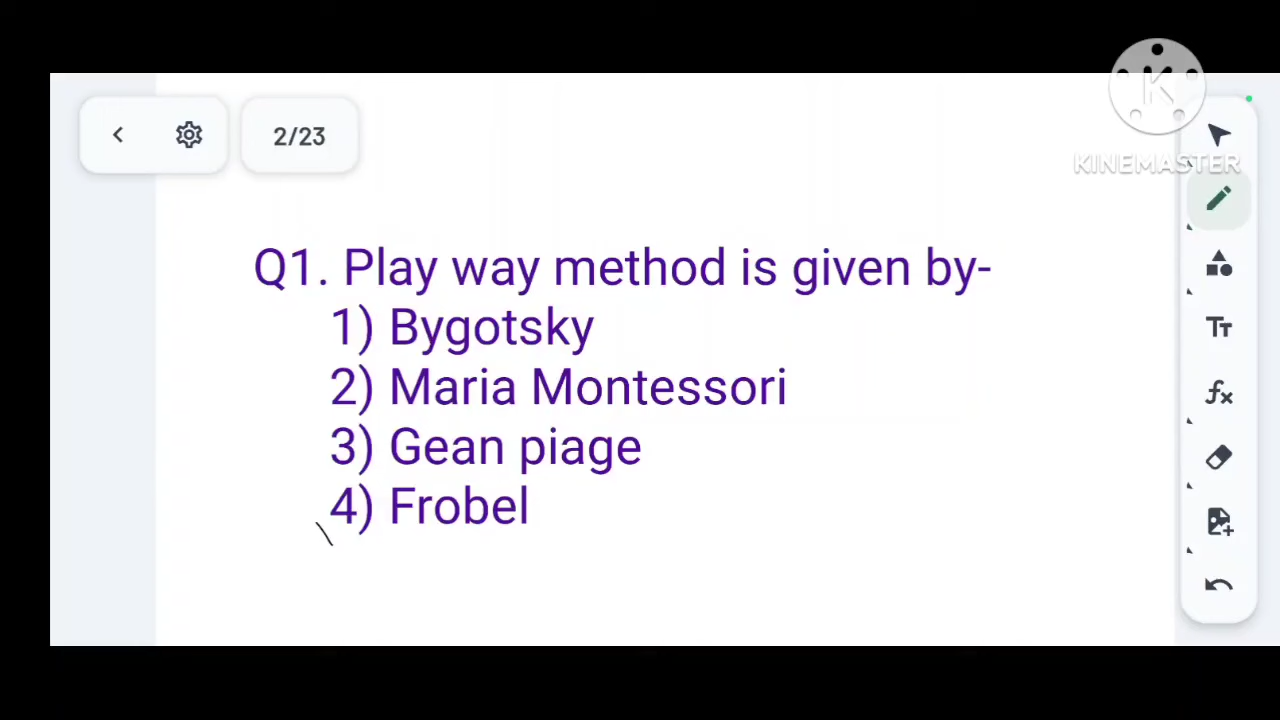 KINEMASTER
2/23
Q1. Play way method is given by-
1) Bygotsky
2) Maria Montessori
3) Gean piage
4) Frobel